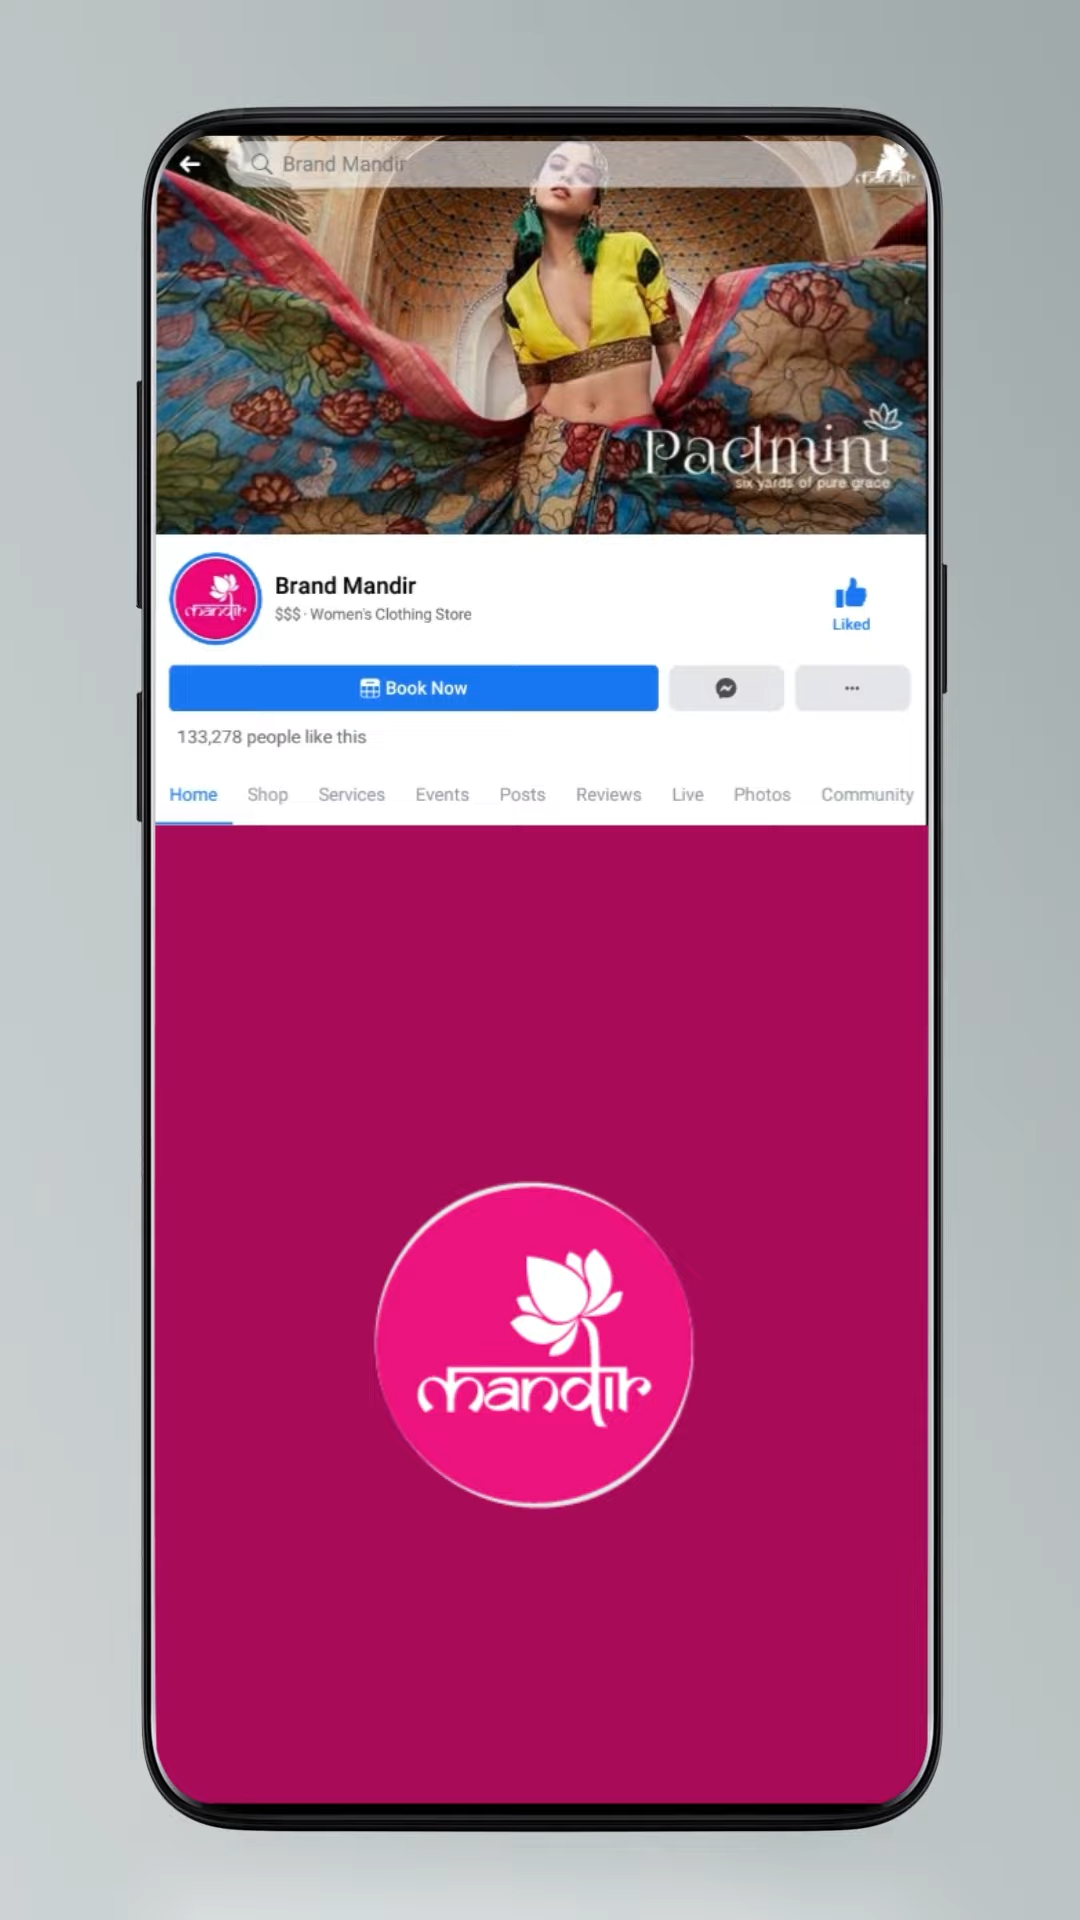 Brand Mandir
mandir
Padmini
six yards of pure grace
mandir
Brand Mandir
$$$ · Women's Clothing Store
Liked
Book Now
133,278 people like this
Home Shop Services Events Posts Reviews Live Photos Community
mandir